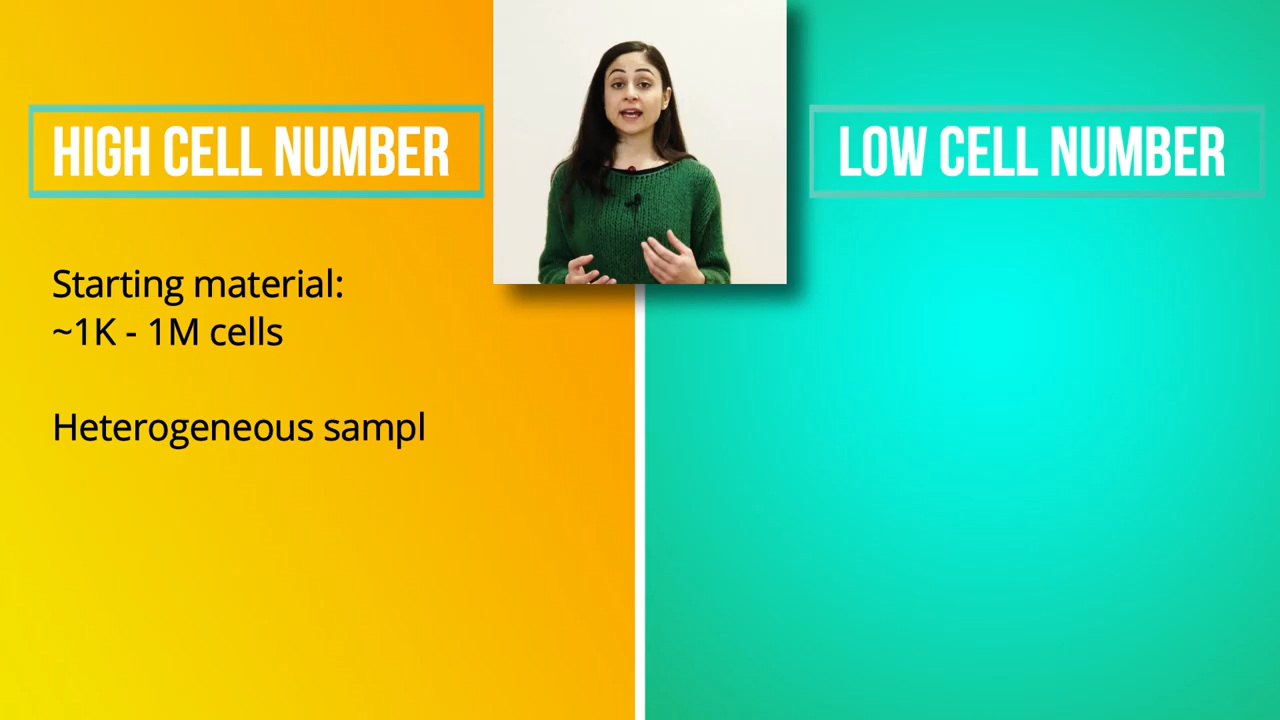 HIGH CELL NUMBER
LOW CELL NUMBER
Starting material:
~1K - 1M cells
Heterogeneous sampl